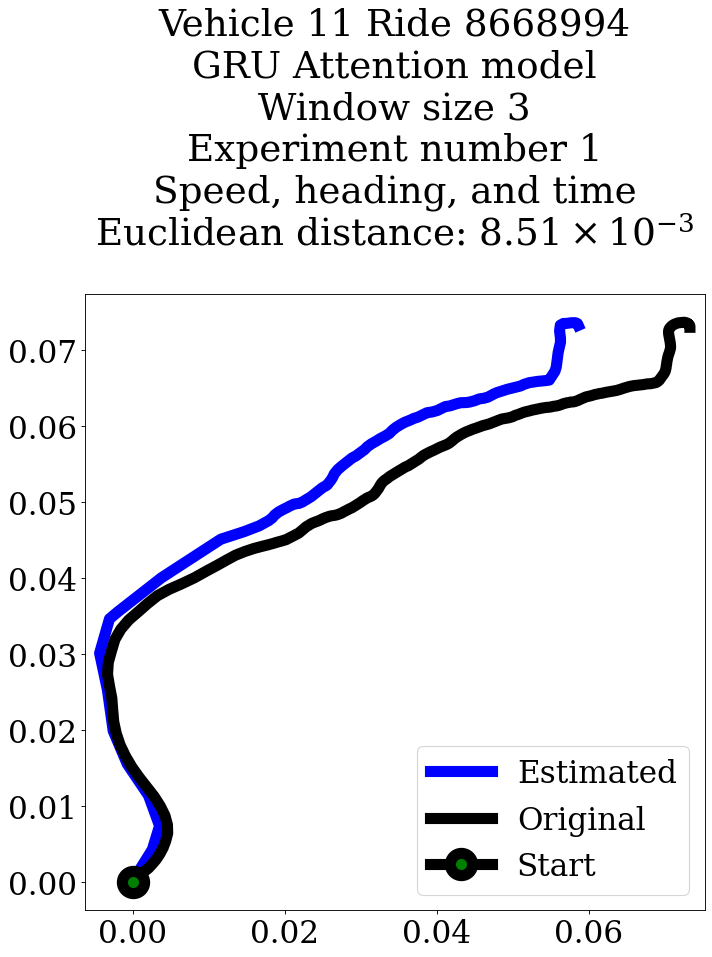 Vehicle 11 Ride 8668994
GRU Attention model
Window size 3
Experiment number 1
Speed, heading, and time
Euclidean distance: 8.51 × 10⁻³
0.07
0.06
0.05
0.04
0.03
0.02
0.01
0.00
Estimated
Original
Start
0.00 0.02 0.04 0.06